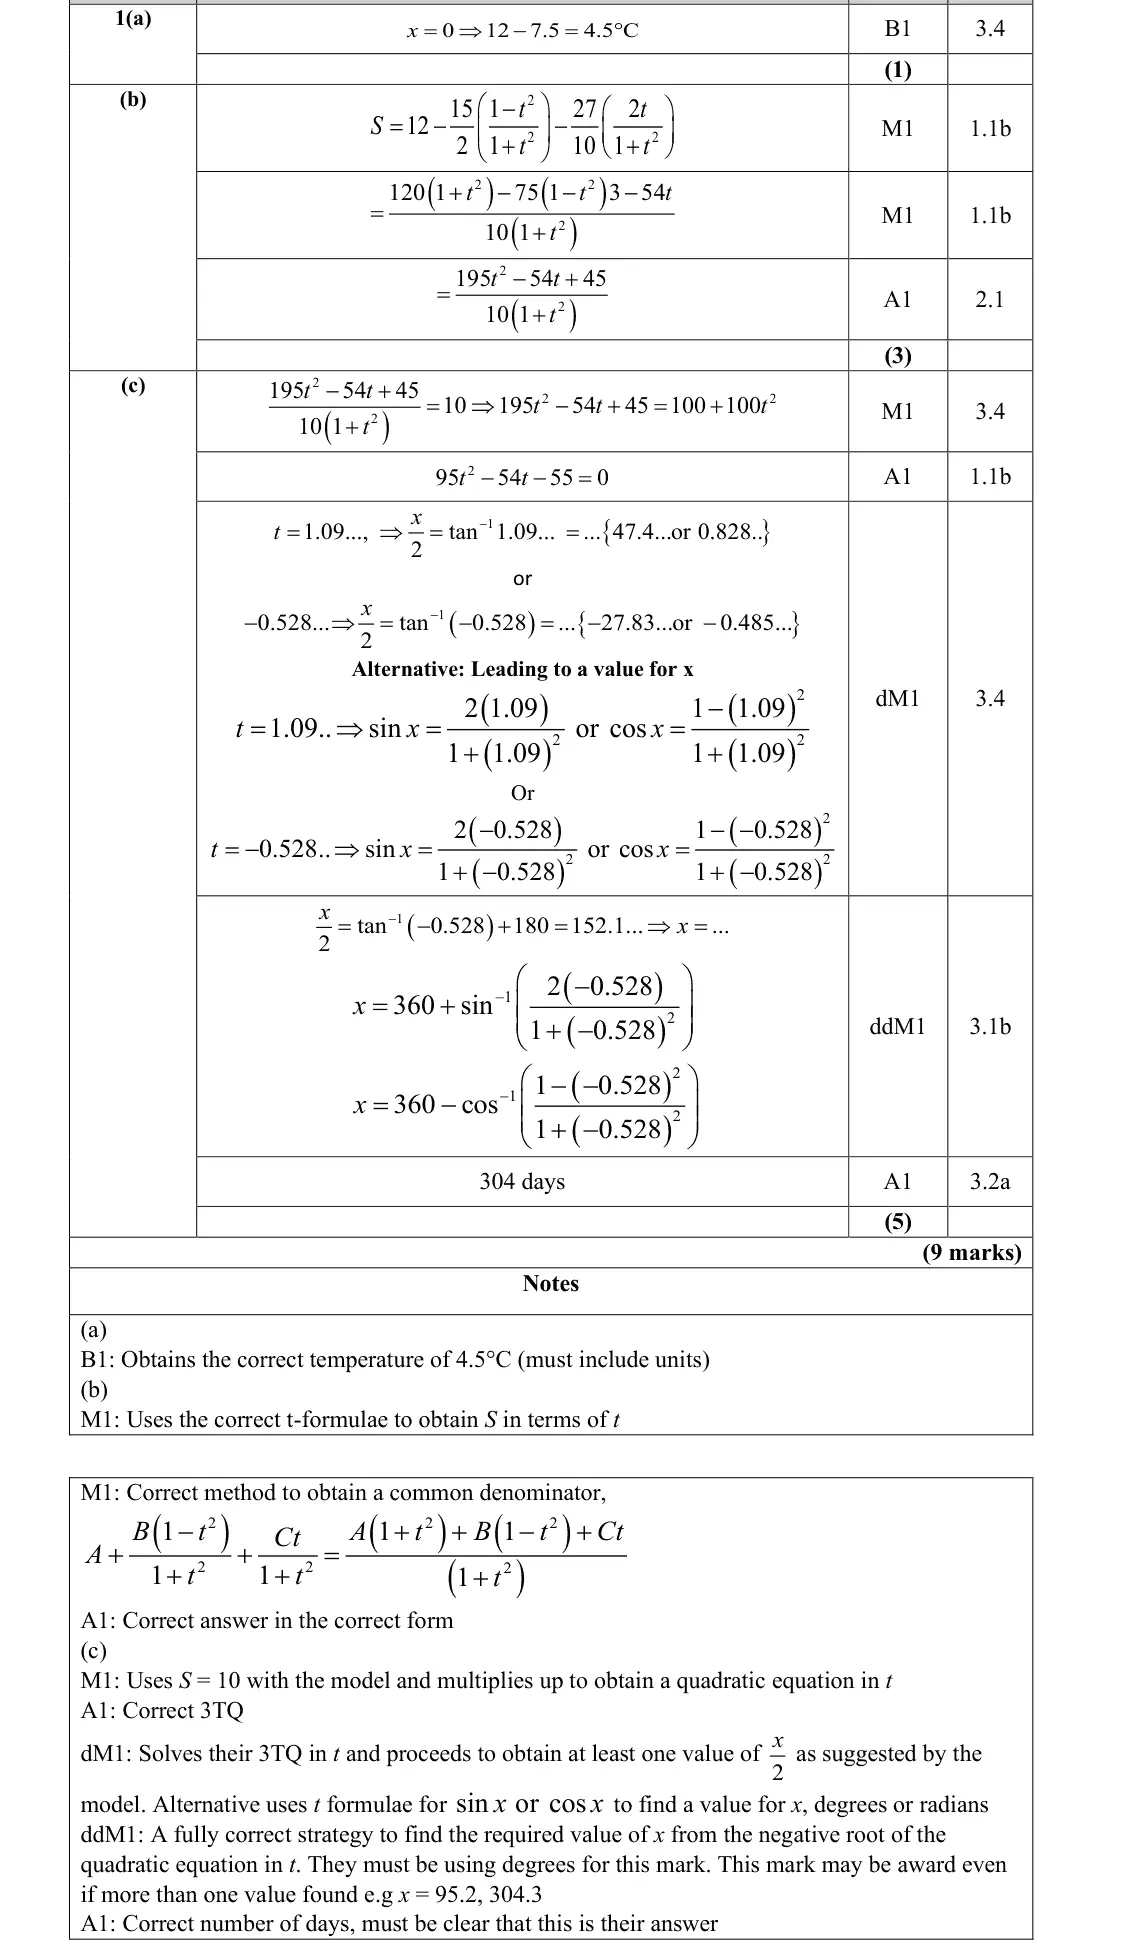 1(a)
x = 0 ⇒ 12 − 7.5 = 4.5°C
B1
3.4
(1)
(b)
S = 12 − 15/2 ((1 − t²)/(1 + t²)) − 27/10 (2t/(1 + t²))
M1
1.1b
= (120(1 + t²) − 75(1 − t²)3 − 54t)/(10(1 + t²))
M1
1.1b
= (195t² − 54t + 45)/(10(1 + t²))
A1
2.1
(3)
(c)
(195t² − 54t + 45)/(10(1 + t²)) = 10 ⇒ 195t² − 54t + 45 = 100 + 100t²
M1
3.4
95t² − 54t − 55 = 0
A1
1.1b
t = 1.09..., ⇒ x/2 = tan⁻¹ 1.09... = ...{47.4...or 0.828..}
or
−0.528... ⇒ x/2 = tan⁻¹(−0.528) = ...{−27.83...or − 0.485...}
Alternative: Leading to a value for x
t = 1.09.. ⇒ sin x = 2(1.09)/(1 + (1.09)²) or cos x = (1 − (1.09)²)/(1 + (1.09)²)
Or
t = −0.528.. ⇒ sin x = 2(−0.528)/(1 + (−0.528)²) or cos x = (1 − (−0.528)²)/(1 + (−0.528)²)
dM1
3.4
x/2 = tan⁻¹(−0.528) + 180 = 152.1... ⇒ x = ...
x = 360 + sin⁻¹(2(−0.528)/(1 + (−0.528)²))
x = 360 − cos⁻¹((1 − (−0.528)²)/(1 + (−0.528)²))
ddM1
3.1b
304 days
A1
3.2a
(5)
(9 marks)
Notes
(a)
B1: Obtains the correct temperature of 4.5°C (must include units)
(b)
M1: Uses the correct t-formulae to obtain S in terms of t
M1: Correct method to obtain a common denominator,
A + B(1 − t²)/(1 + t²) + Ct/(1 + t²) = (A(1 + t²) + B(1 − t²) + Ct)/((1 + t²))
A1: Correct answer in the correct form
(c)
M1: Uses S = 10 with the model and multiplies up to obtain a quadratic equation in t
A1: Correct 3TQ
dM1: Solves their 3TQ in t and proceeds to obtain at least one value of x/2 as suggested by the
model. Alternative uses t formulae for sin x or cos x to find a value for x, degrees or radians
ddM1: A fully correct strategy to find the required value of x from the negative root of the
quadratic equation in t. They must be using degrees for this mark. This mark may be award even
if more than one value found e.g x = 95.2, 304.3
A1: Correct number of days, must be clear that this is their answer